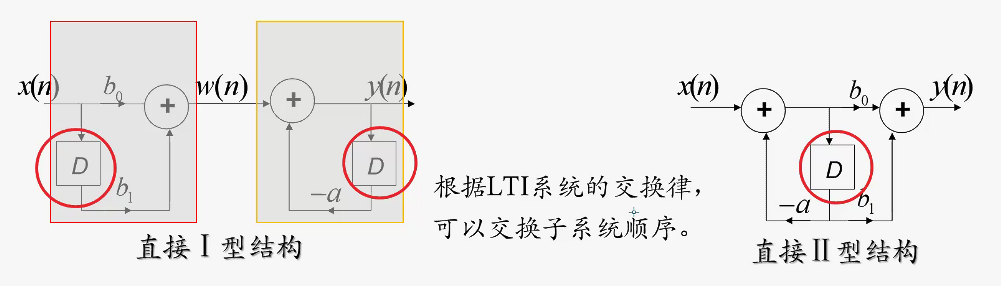 x(n) b₀ + w(n) + y(n)
D b₁ D −a
直接Ⅰ型结构
根据LTI系统的交换律，
可以交换子系统顺序。
x(n) + b₀ + y(n)
D −a b₁
直接Ⅱ型结构